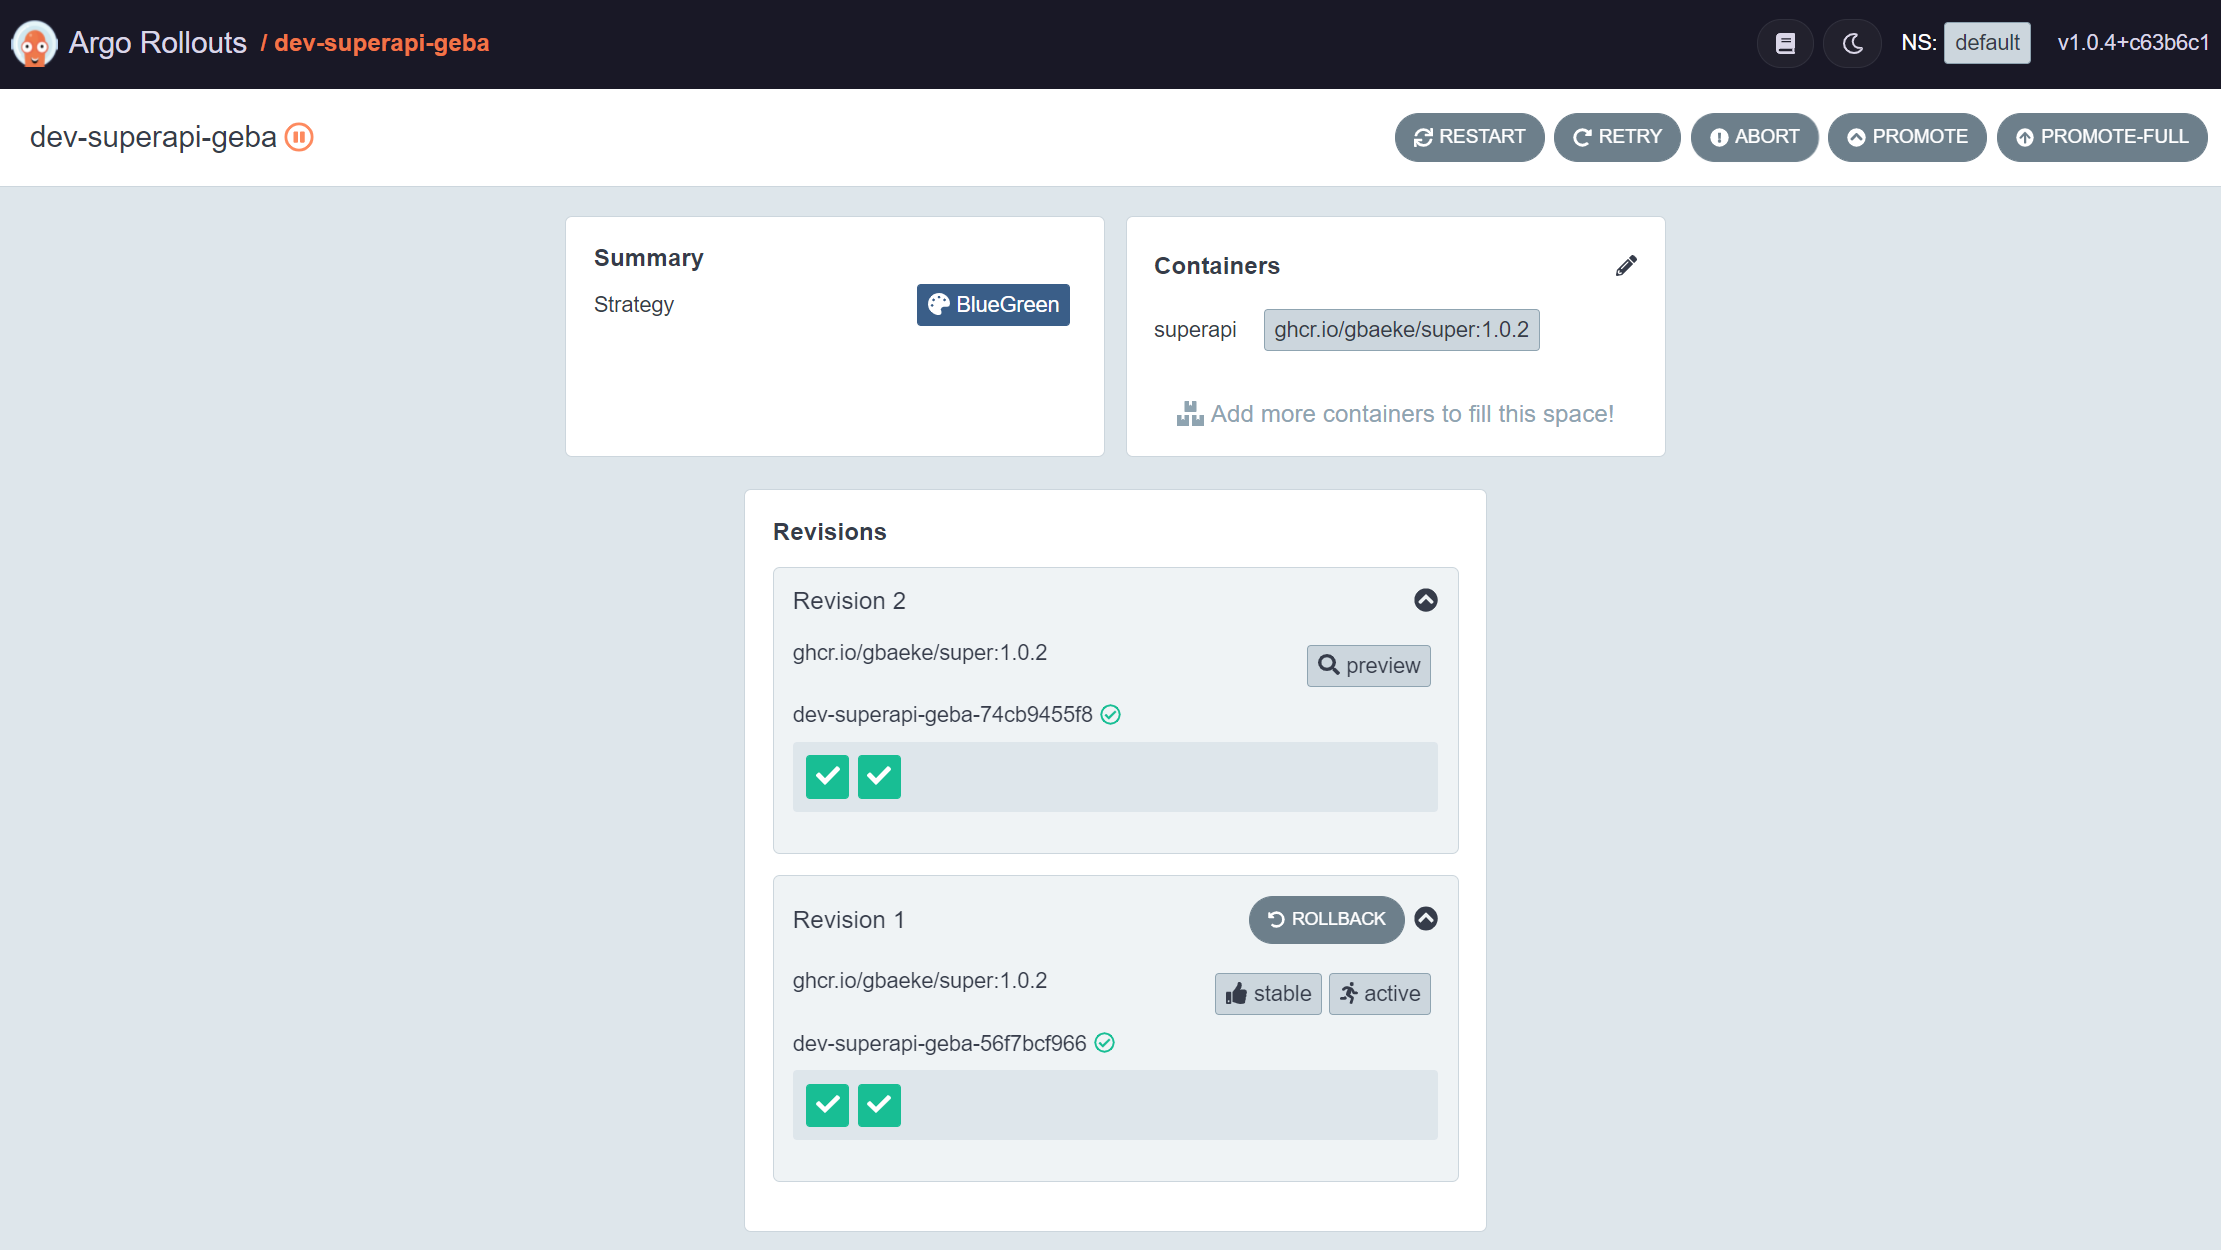 Argo Rollouts / dev-superapi-geba
NS: default v1.0.4+c63b6c1
dev-superapi-geba
RESTART RETRY ABORT PROMOTE PROMOTE-FULL
Summary
Strategy BlueGreen
Containers
superapi ghcr.io/gbaeke/super:1.0.2
Add more containers to fill this space!
Revisions
Revision 2
ghcr.io/gbaeke/super:1.0.2
preview
dev-superapi-geba-74cb9455f8
Revision 1 ROLLBACK
ghcr.io/gbaeke/super:1.0.2
stable active
dev-superapi-geba-56f7bcf966